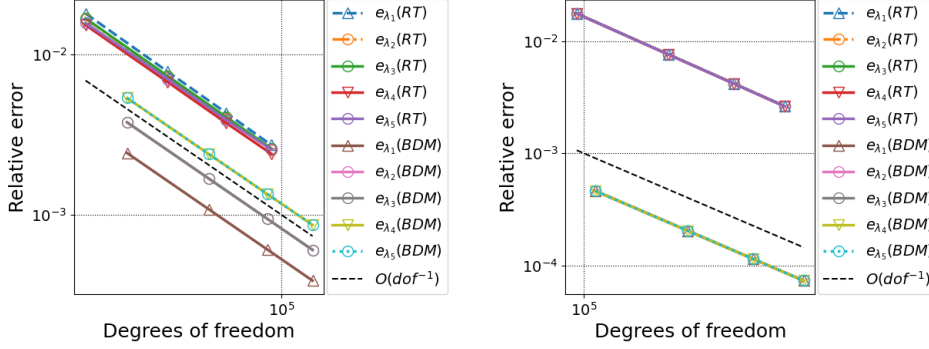 Relative error
10⁻²
10⁻³
10⁵
Degrees of freedom
e_{λ₁}(RT)
e_{λ₂}(RT)
e_{λ₃}(RT)
e_{λ₄}(RT)
e_{λ₅}(RT)
e_{λ₁}(BDM)
e_{λ₂}(BDM)
e_{λ₃}(BDM)
e_{λ₄}(BDM)
e_{λ₅}(BDM)
O(dof⁻¹)
Relative error
10⁻²
10⁻³
10⁻⁴
10⁵
Degrees of freedom
e_{λ₁}(RT)
e_{λ₂}(RT)
e_{λ₃}(RT)
e_{λ₄}(RT)
e_{λ₅}(RT)
e_{λ₁}(BDM)
e_{λ₂}(BDM)
e_{λ₃}(BDM)
e_{λ₄}(BDM)
e_{λ₅}(BDM)
O(dof⁻¹)